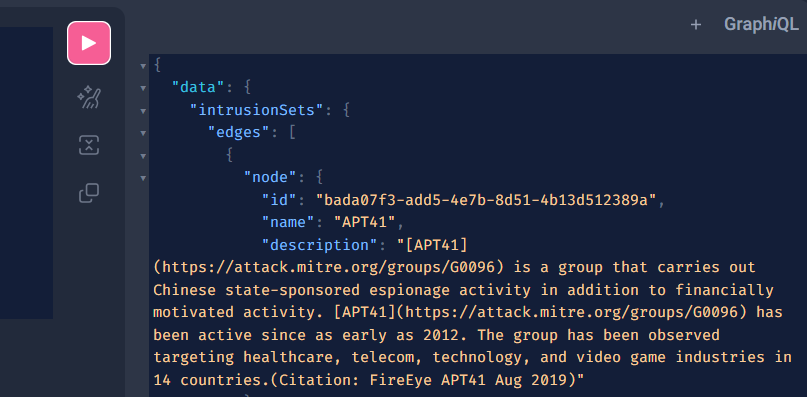 + GraphiQL
{
"data": {
"intrusionSets": {
"edges": [
{
"node": {
"id": "bada07f3-add5-4e7b-8d51-4b13d512389a",
"name": "APT41",
"description": "[APT41]
(https://attack.mitre.org/groups/G0096) is a group that carries out
Chinese state-sponsored espionage activity in addition to financially
motivated activity. [APT41](https://attack.mitre.org/groups/G0096) has
been active since as early as 2012. The group has been observed
targeting healthcare, telecom, technology, and video game industries in
14 countries.(Citation: FireEye APT41 Aug 2019)"